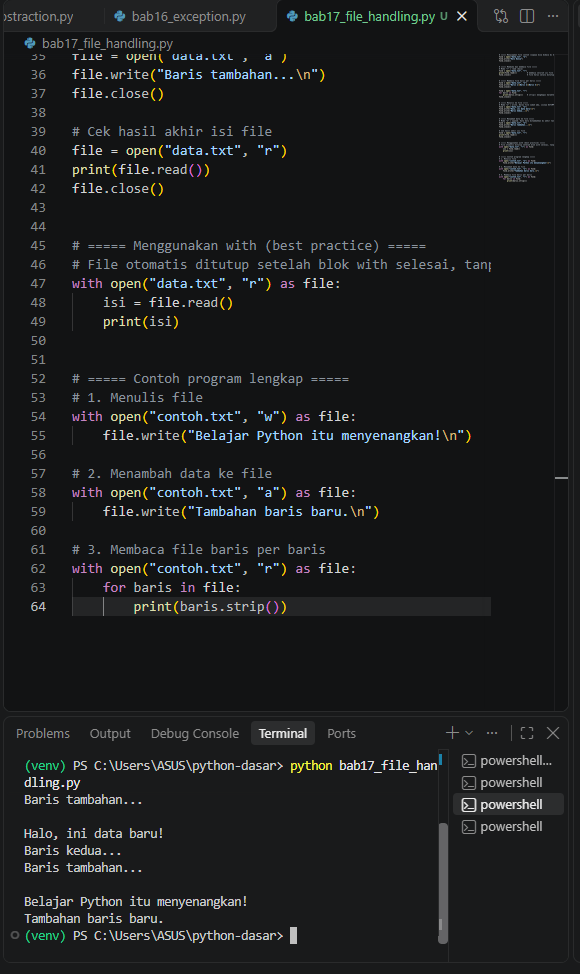 ostraction.py
bab16_exception.py
bab17_file_handling.py U
bab17_file_handling.py
35 file = open("data.txt", "a")
36 file.write("Baris tambahan...\n")
37 file.close()
38
39 # Cek hasil akhir isi file
40 file = open("data.txt", "r")
41 print(file.read())
42 file.close()
43
44
45 # ===== Menggunakan with (best practice) =====
46 # File otomatis ditutup setelah blok with selesai, tanp
47 with open("data.txt", "r") as file:
48 isi = file.read()
49 print(isi)
50
51
52 # ===== Contoh program lengkap =====
53 # 1. Menulis file
54 with open("contoh.txt", "w") as file:
55 file.write("Belajar Python itu menyenangkan!\n")
56
57 # 2. Menambah data ke file
58 with open("contoh.txt", "a") as file:
59 file.write("Tambahan baris baru.\n")
60
61 # 3. Membaca file baris per baris
62 with open("contoh.txt", "r") as file:
63 for baris in file:
64 print(baris.strip())
Problems Output Debug Console Terminal Ports
(venv) PS C:\Users\ASUS\python-dasar> python bab17_file_han
dling.py
Baris tambahan...
Halo, ini data baru!
Baris kedua...
Baris tambahan...
Belajar Python itu menyenangkan!
Tambahan baris baru.
(venv) PS C:\Users\ASUS\python-dasar>
powershell...
powershell
powershell
powershell